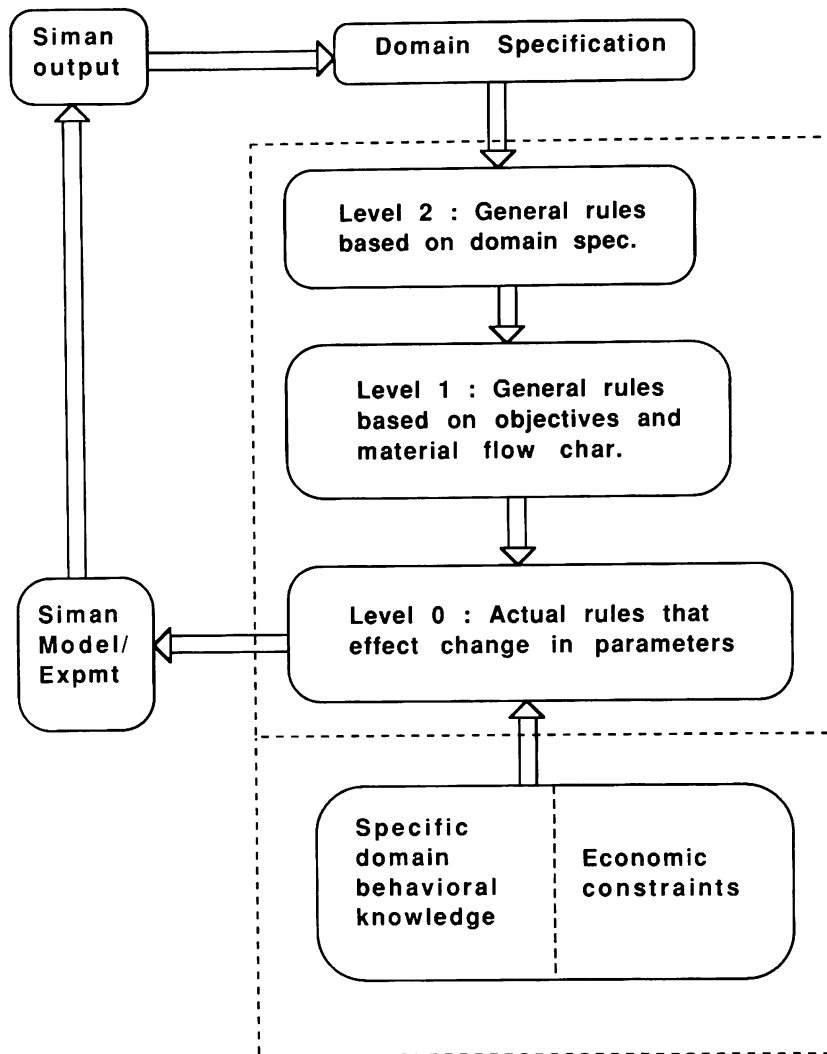 Siman
output
Domain Specification
Level 2 : General rules
based on domain spec.
Level 1 : General rules
based on objectives and
material flow char.
Level 0 : Actual rules that
effect change in parameters
Siman
Model/
Expmt
Specific
domain
behavioral
knowledge
Economic
constraints